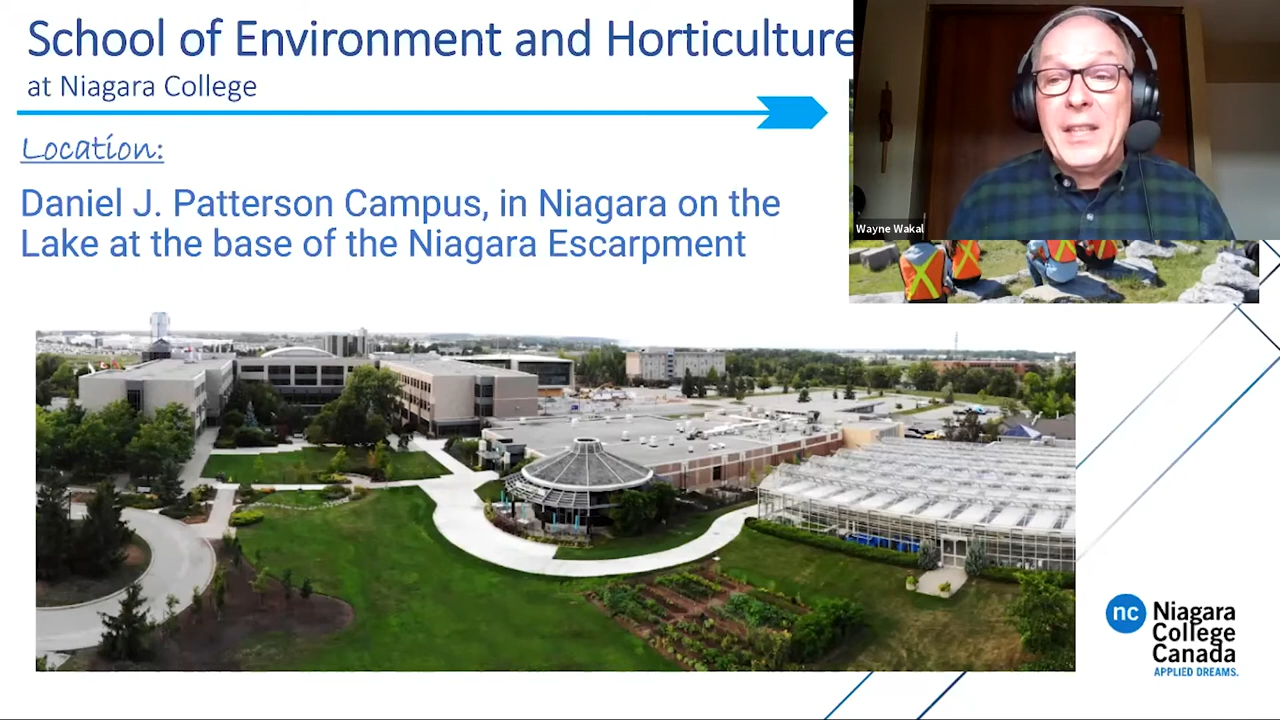 School of Environment and Horticulture
at Niagara College
Location:
Daniel J. Patterson Campus, in Niagara on the
Lake at the base of the Niagara Escarpment
Wayne Wakal
nc
Niagara
College
Canada
APPLIED DREAMS.